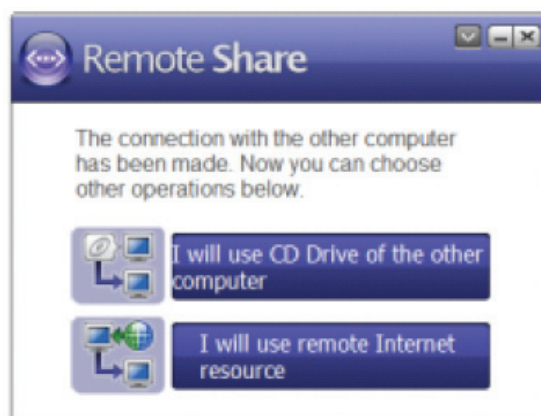 Remote Share
The connection with the other computer
has been made. Now you can choose
other operations below.
I will use CD Drive of the other
computer
I will use remote Internet
resource